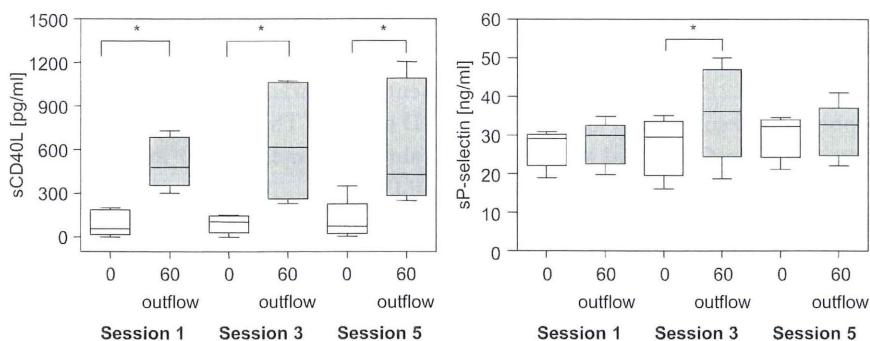 sCD40L [pg/ml]
1500
1200
900
600
300
0
*
*
*
0
60
0
60
0
60
outflow
outflow
outflow
Session 1
Session 3
Session 5
sP-selectin [ng/ml]
60
50
40
30
20
10
0
*
0
60
0
60
0
60
outflow
outflow
outflow
Session 1
Session 3
Session 5